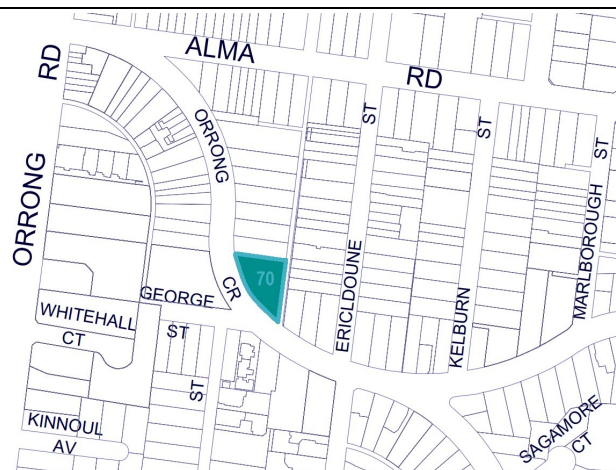 ALMA
RD
RD
ORRONG
ORRONG
CR
70
GEORGE
ST
WHITEHALL
CT
ST
KINNOUL
AV
ERICLDOUNE
ST
KELBURN
ST
MARLBOROUGH
ST
SAGAMORE
CT